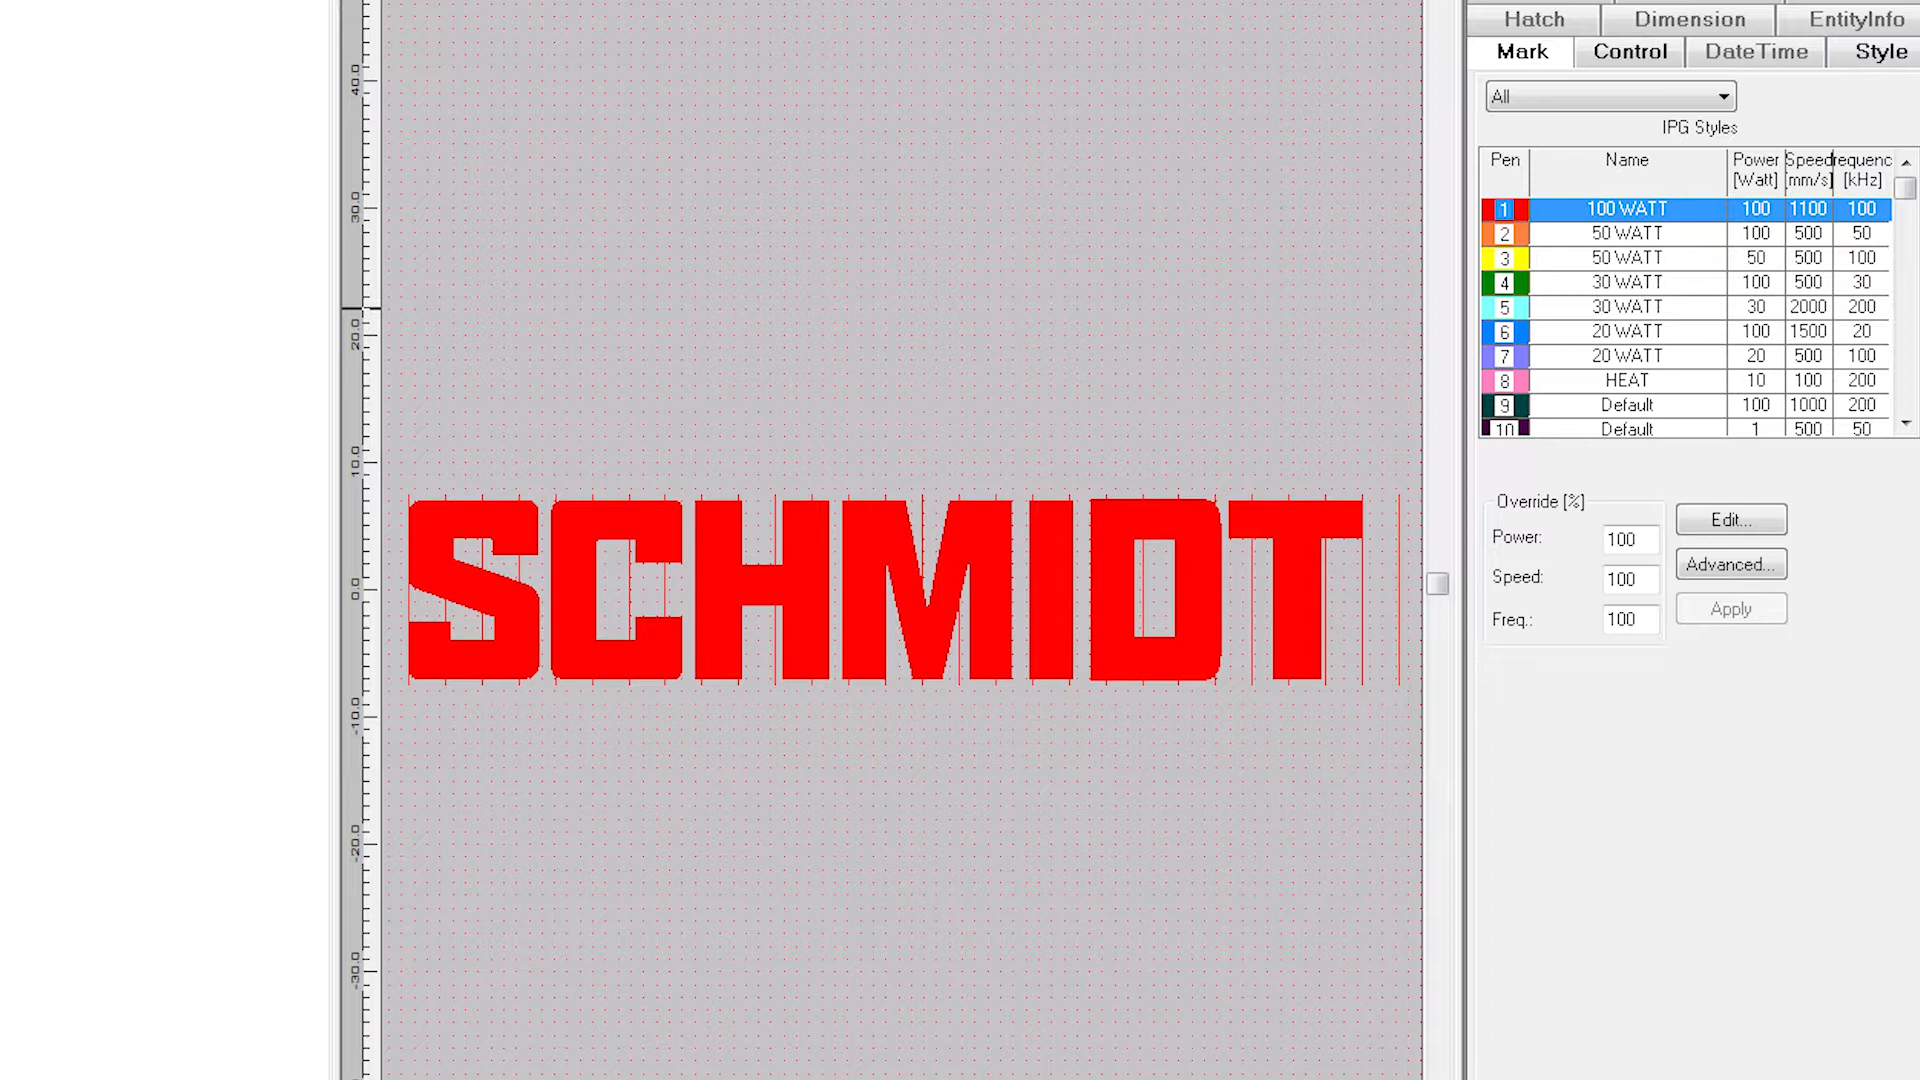 Hatch Dimension EntityInfo
Mark Control DateTime Style
All
IPG Styles
Pen Name Power Speed requenc
[Watt] [mm/s] [kHz]
1 100 WATT 100 1100 100
2 50 WATT 100 500 50
3 50 WATT 50 500 100
4 30 WATT 100 500 30
5 30 WATT 30 2000 200
6 20 WATT 100 1500 20
7 20 WATT 20 500 100
8 HEAT 10 100 200
9 Default 100 1000 200
10 Default 1 500 50
Override [%]
Power: 100
Speed: 100
Freq.: 100
Edit...
Advanced...
Apply
40.0
30.0
20.0
10.0
0.0
-10.0
-20.0
-30.0
SCHMIDT